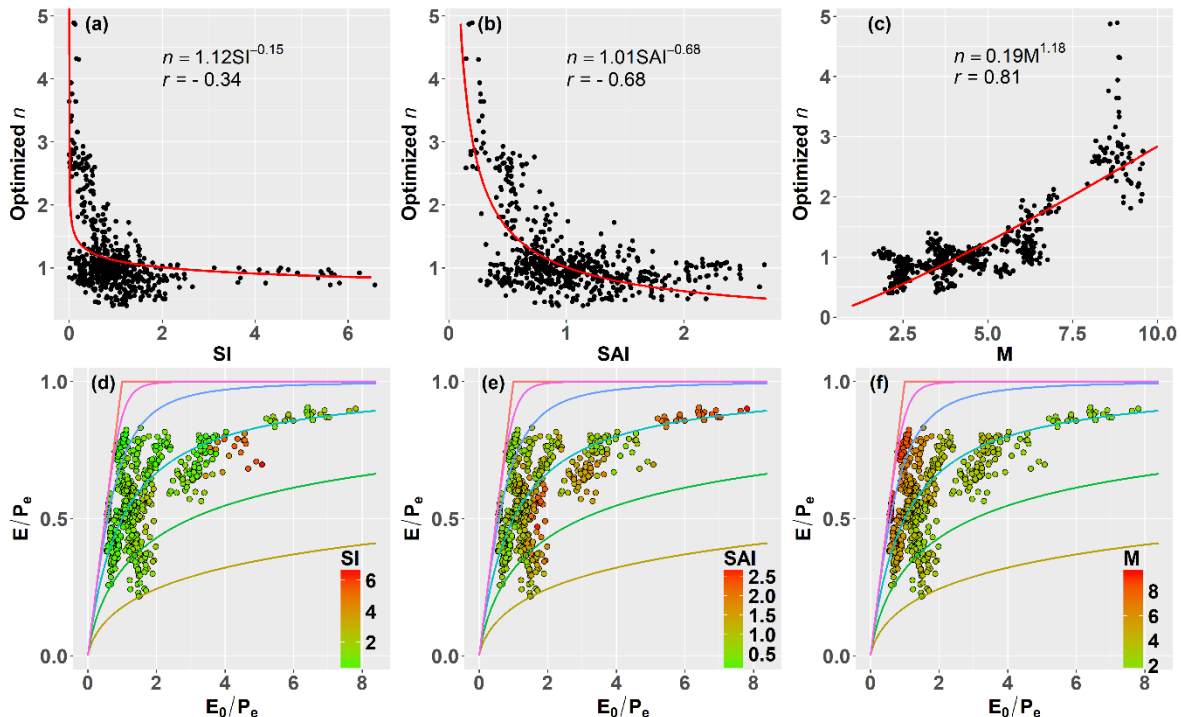 (a)
n = 1.12SI^−0.15
r = - 0.34
5
4
3
2
1
Optimized n
0 2 4 6
SI
(b)
n = 1.01SAI^−0.68
r = - 0.68
5
4
3
2
1
Optimized n
0 1 2
SAI
(c)
n = 0.19M^1.18
r = 0.81
5
4
3
2
1
0
Optimized n
2.5 5.0 7.5 10.0
M
(d)
1.0
0.5
0.0
E/Pe
SI
6
4
2
0 2 4 6 8
E0/Pe
(e)
1.0
0.5
0.0
E/Pe
SAI
2.5
2.0
1.5
1.0
0.5
0 2 4 6 8
E0/Pe
(f)
1.0
0.5
0.0
E/Pe
M
8
6
4
2
0 2 4 6 8
E0/Pe